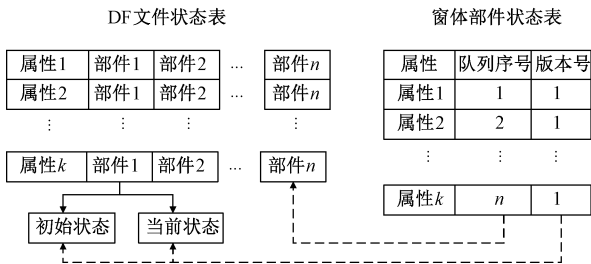 DF文件状态表 窗体部件状态表
属性1 部件1 部件2 … 部件n 属性 队列序号 版本号
属性2 部件1 部件2 … 部件n 属性1 1 1
⋮ ⋮ ⋮ ⋮ 属性2 2 1
⋮ ⋮ ⋮
属性k 部件1 部件2 … 部件n
属性k n 1
初始状态 当前状态